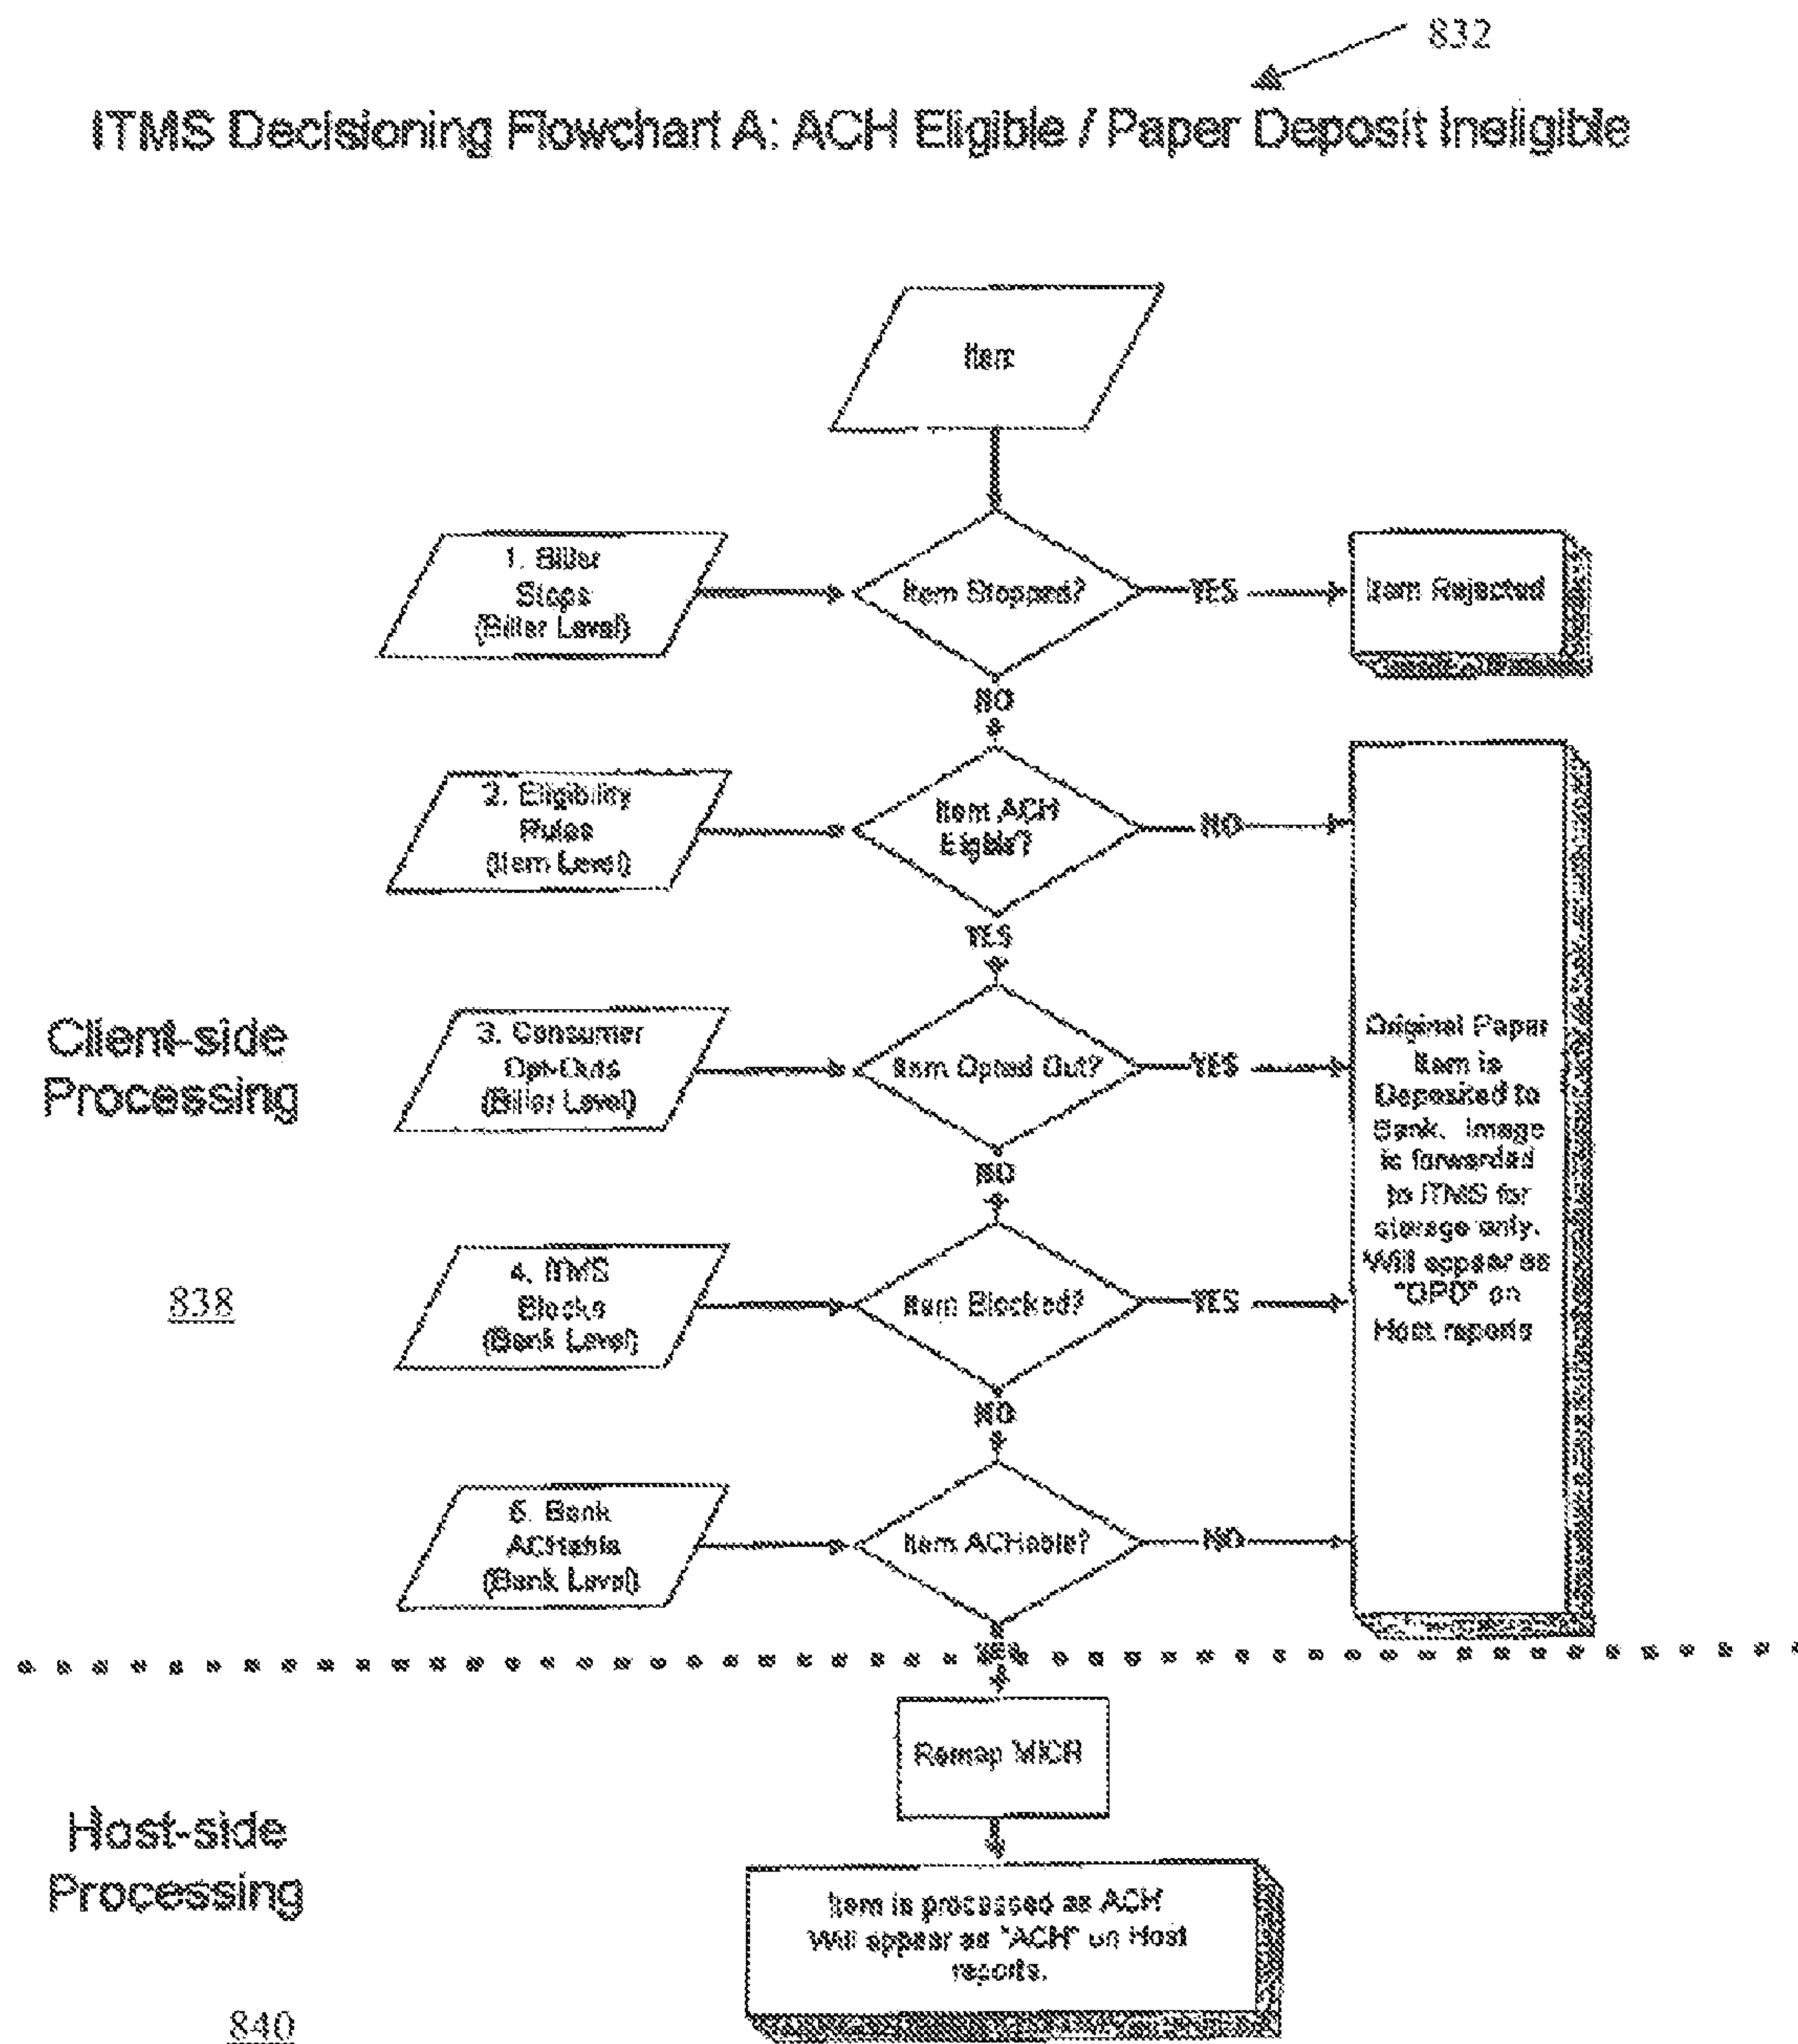 832
ITMS Decisioning Flowchart A: ACH Eligible / Paper Deposit Ineligible
Item
1. Biller
Stops
(Biller Level)
Item Stopped?
YES
Item Rejected
NO
2. Eligibility
Rules
(Item Level)
Item ACH
Eligible?
NO
YES
3. Consumer
Opt-Outs
(Biller Level)
Item Opted Out?
YES
NO
Client-side
Processing
838
4. ITMS
Blocks
(Bank Level)
Item Blocked?
YES
NO
5. Bank
ACHable
(Bank Level)
Item ACHable?
NO
YES
Original Paper
Item is
Deposited to
Bank. Image
is forwarded
to ITMS for
storage only.
Will appear as
"OPD" on
Host reports
Remap MICR
Host-side
Processing
840
Item is processed as ACH
Will appear as "ACH" on Host
reports.